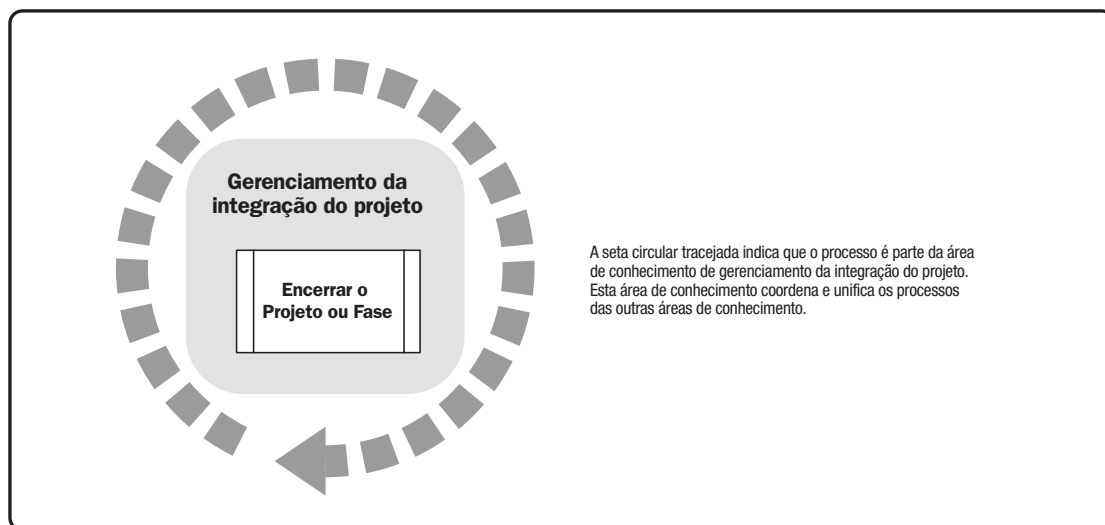 Gerenciamento da
integração do projeto
Encerrar o
Projeto ou Fase
A seta circular tracejada indica que o processo é parte da área
de conhecimento de gerenciamento da integração do projeto.
Esta área de conhecimento coordena e unifica os processos
das outras áreas de conhecimento.